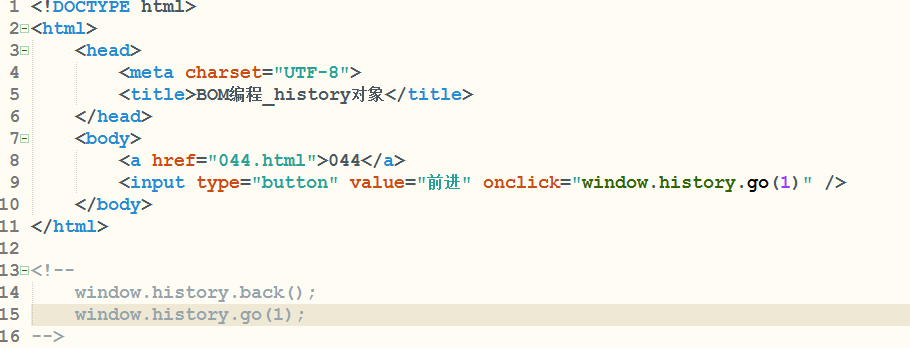 1 <!DOCTYPE html>
2 <html>
3     <head>
4         <meta charset="UTF-8">
5         <title>BOM编程_history对象</title>
6     </head>
7     <body>
8         <a href="044.html">044</a>
9         <input type="button" value="前进" onclick="window.history.go(1)" />
10     </body>
11 </html>
12
13 <!--
14     window.history.back();
15     window.history.go(1);
16 -->